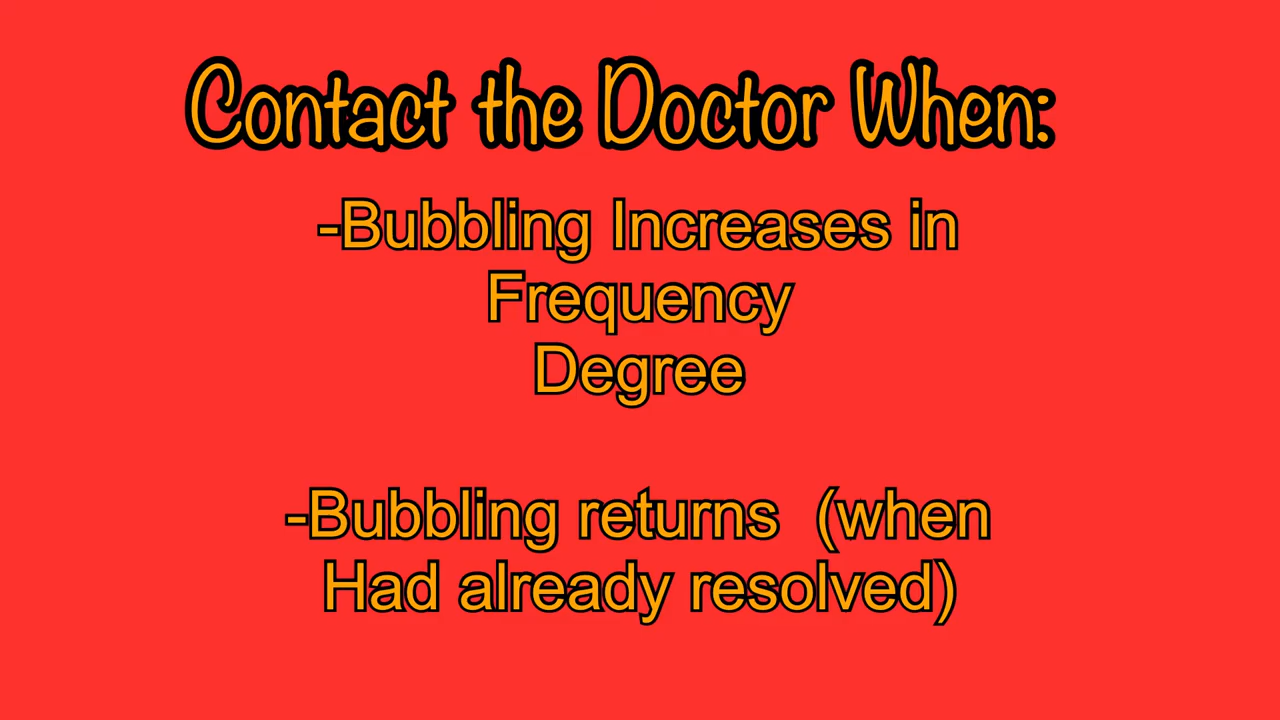 Contact the Doctor When:
-Bubbling Increases in
Frequency
Degree
-Bubbling returns  (when
Had already resolved)